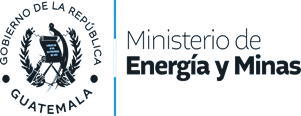 GOBIERNO DE LA REPÚBLICA
GUATEMALA
Ministerio de
Energía y Minas